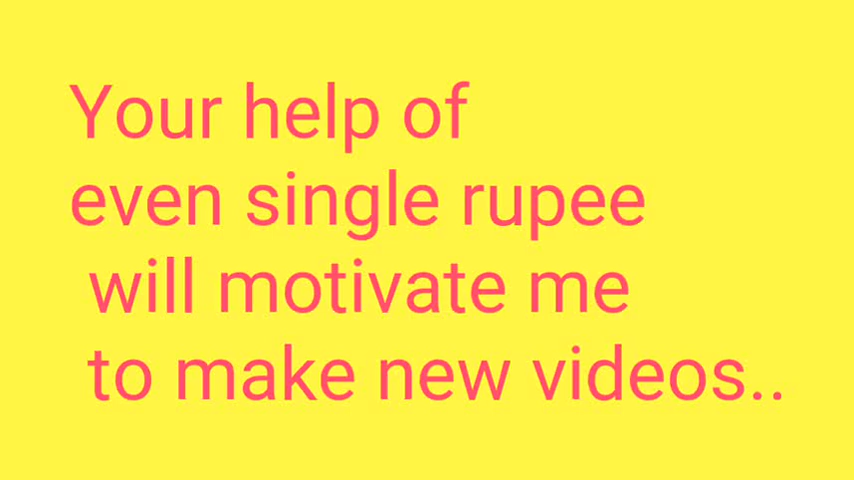 Your help of
even single rupee
will motivate me
to make new videos..